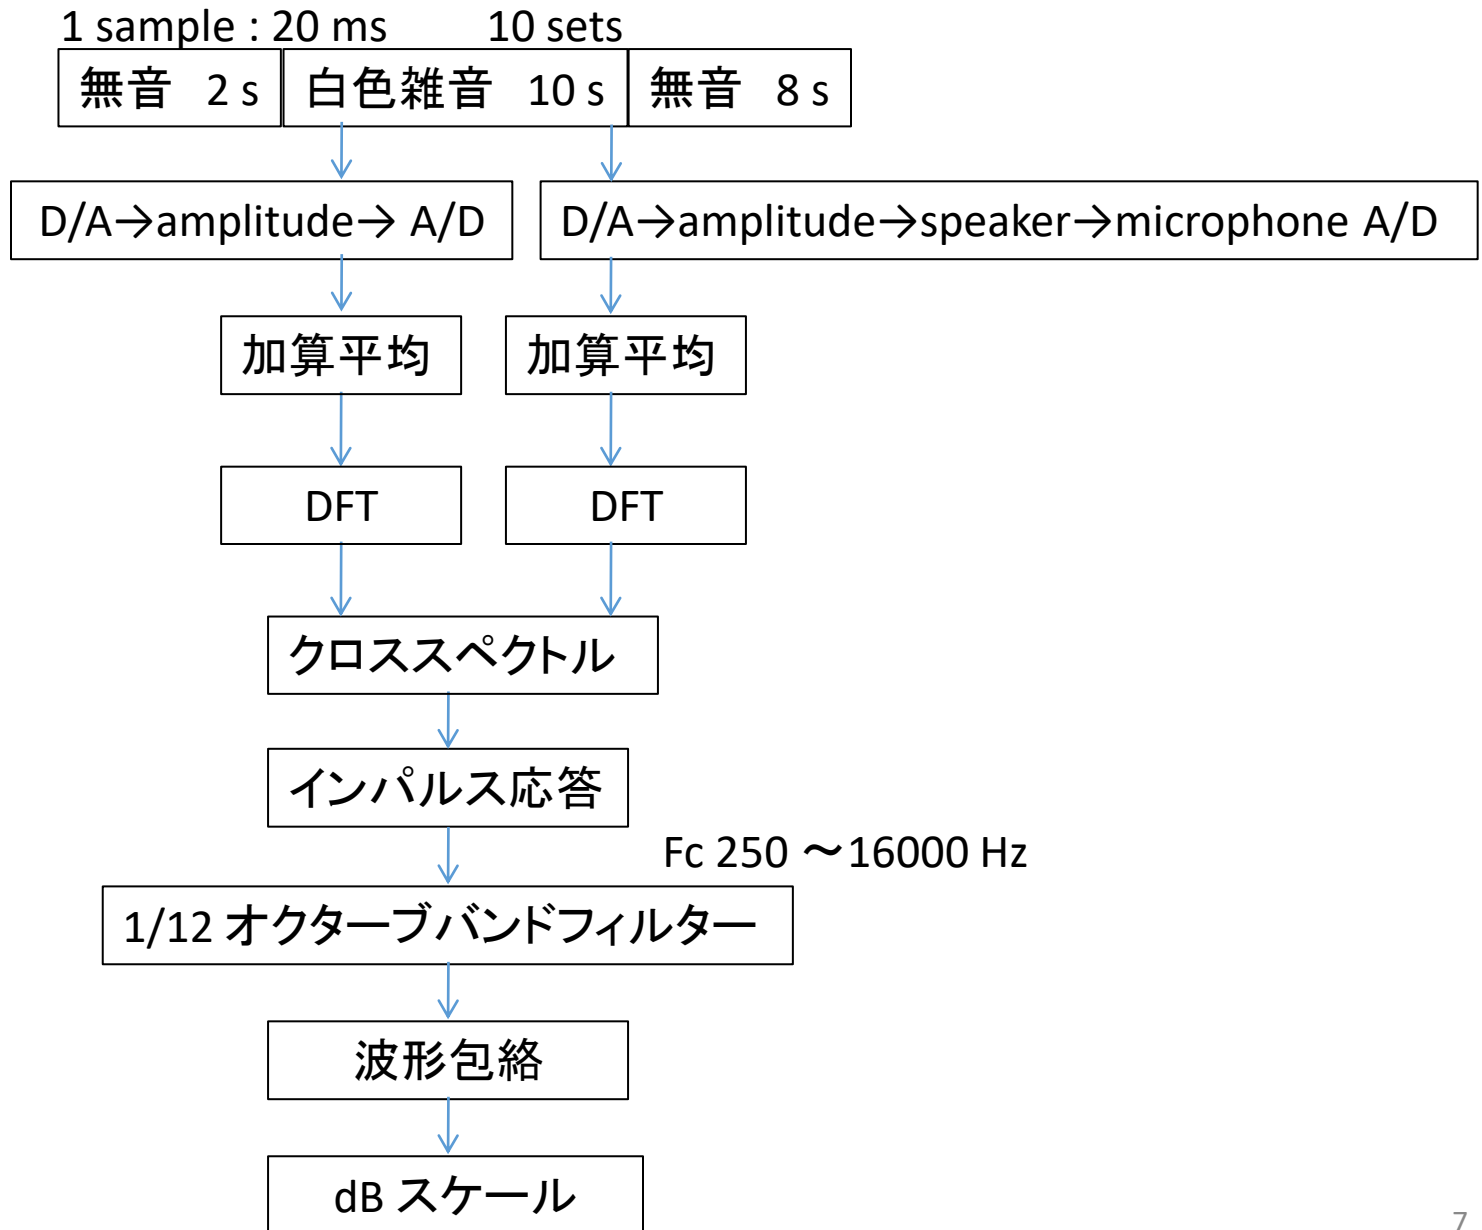 1 sample : 20 ms 10 sets
無音 2 s 白色雑音 10 s 無音 8 s
D/A→amplitude→ A/D D/A→amplitude→speaker→microphone A/D
加算平均 加算平均
DFT DFT
クロススペクトル
インパルス応答
Fc 250 ～16000 Hz
1/12 オクターブバンドフィルター
波形包絡
dB スケール
7